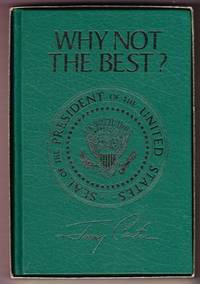 WHY NOT
THE BEST?
SEAL OF THE PRESIDENT OF THE UNITED STATES
Jimmy Carter